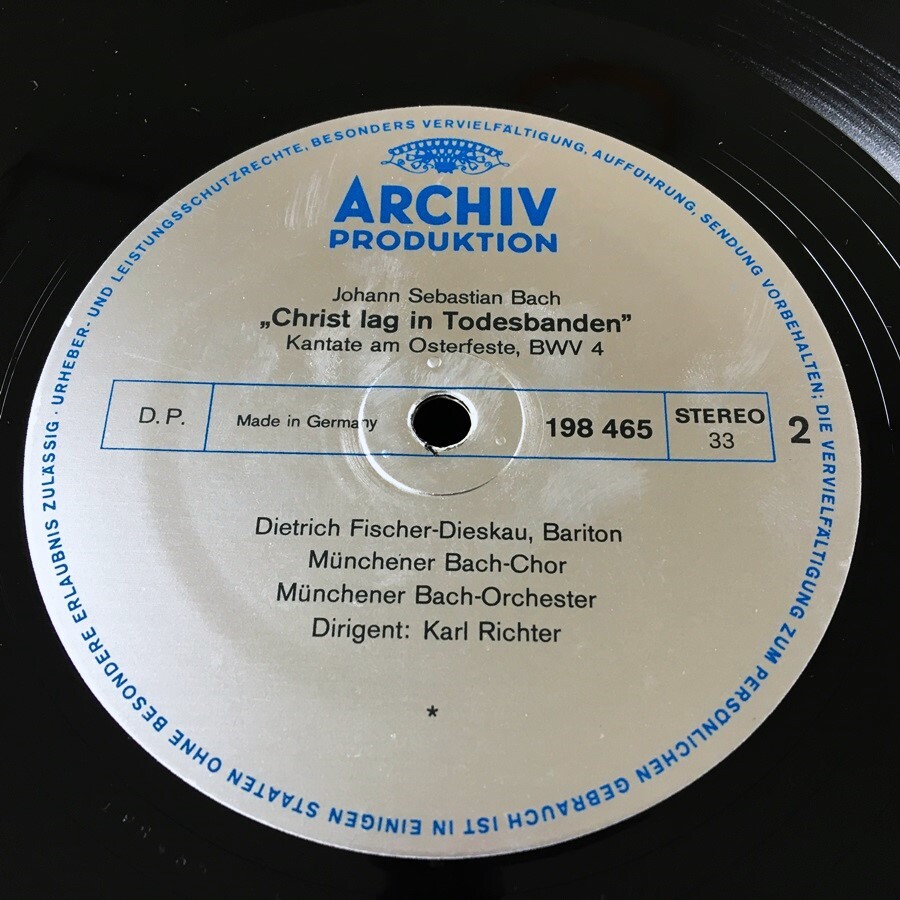 URHEBER- UND LEISTUNGSSCHUTZRECHTE, BESONDERS VERVIELFÄLTIGUNG, AUFFÜHRUNG, SENDUNG VORBEHALTEN; DIE VERVIELFÄLTIGUNG ZUM PERSÖNLICHEN GEBRAUCH IST IN EINIGEN STAATEN OHNE BESONDERE ERLAUBNIS ZULÄSSIG ·
ARCHIV
PRODUKTION
Johann Sebastian Bach
„Christ lag in Todesbanden”
Kantate am Osterfeste, BWV 4
D. P. Made in Germany 198 465 STEREO 2
33
Dietrich Fischer-Dieskau, Bariton
Münchener Bach-Chor
Münchener Bach-Orchester
Dirigent: Karl Richter
*